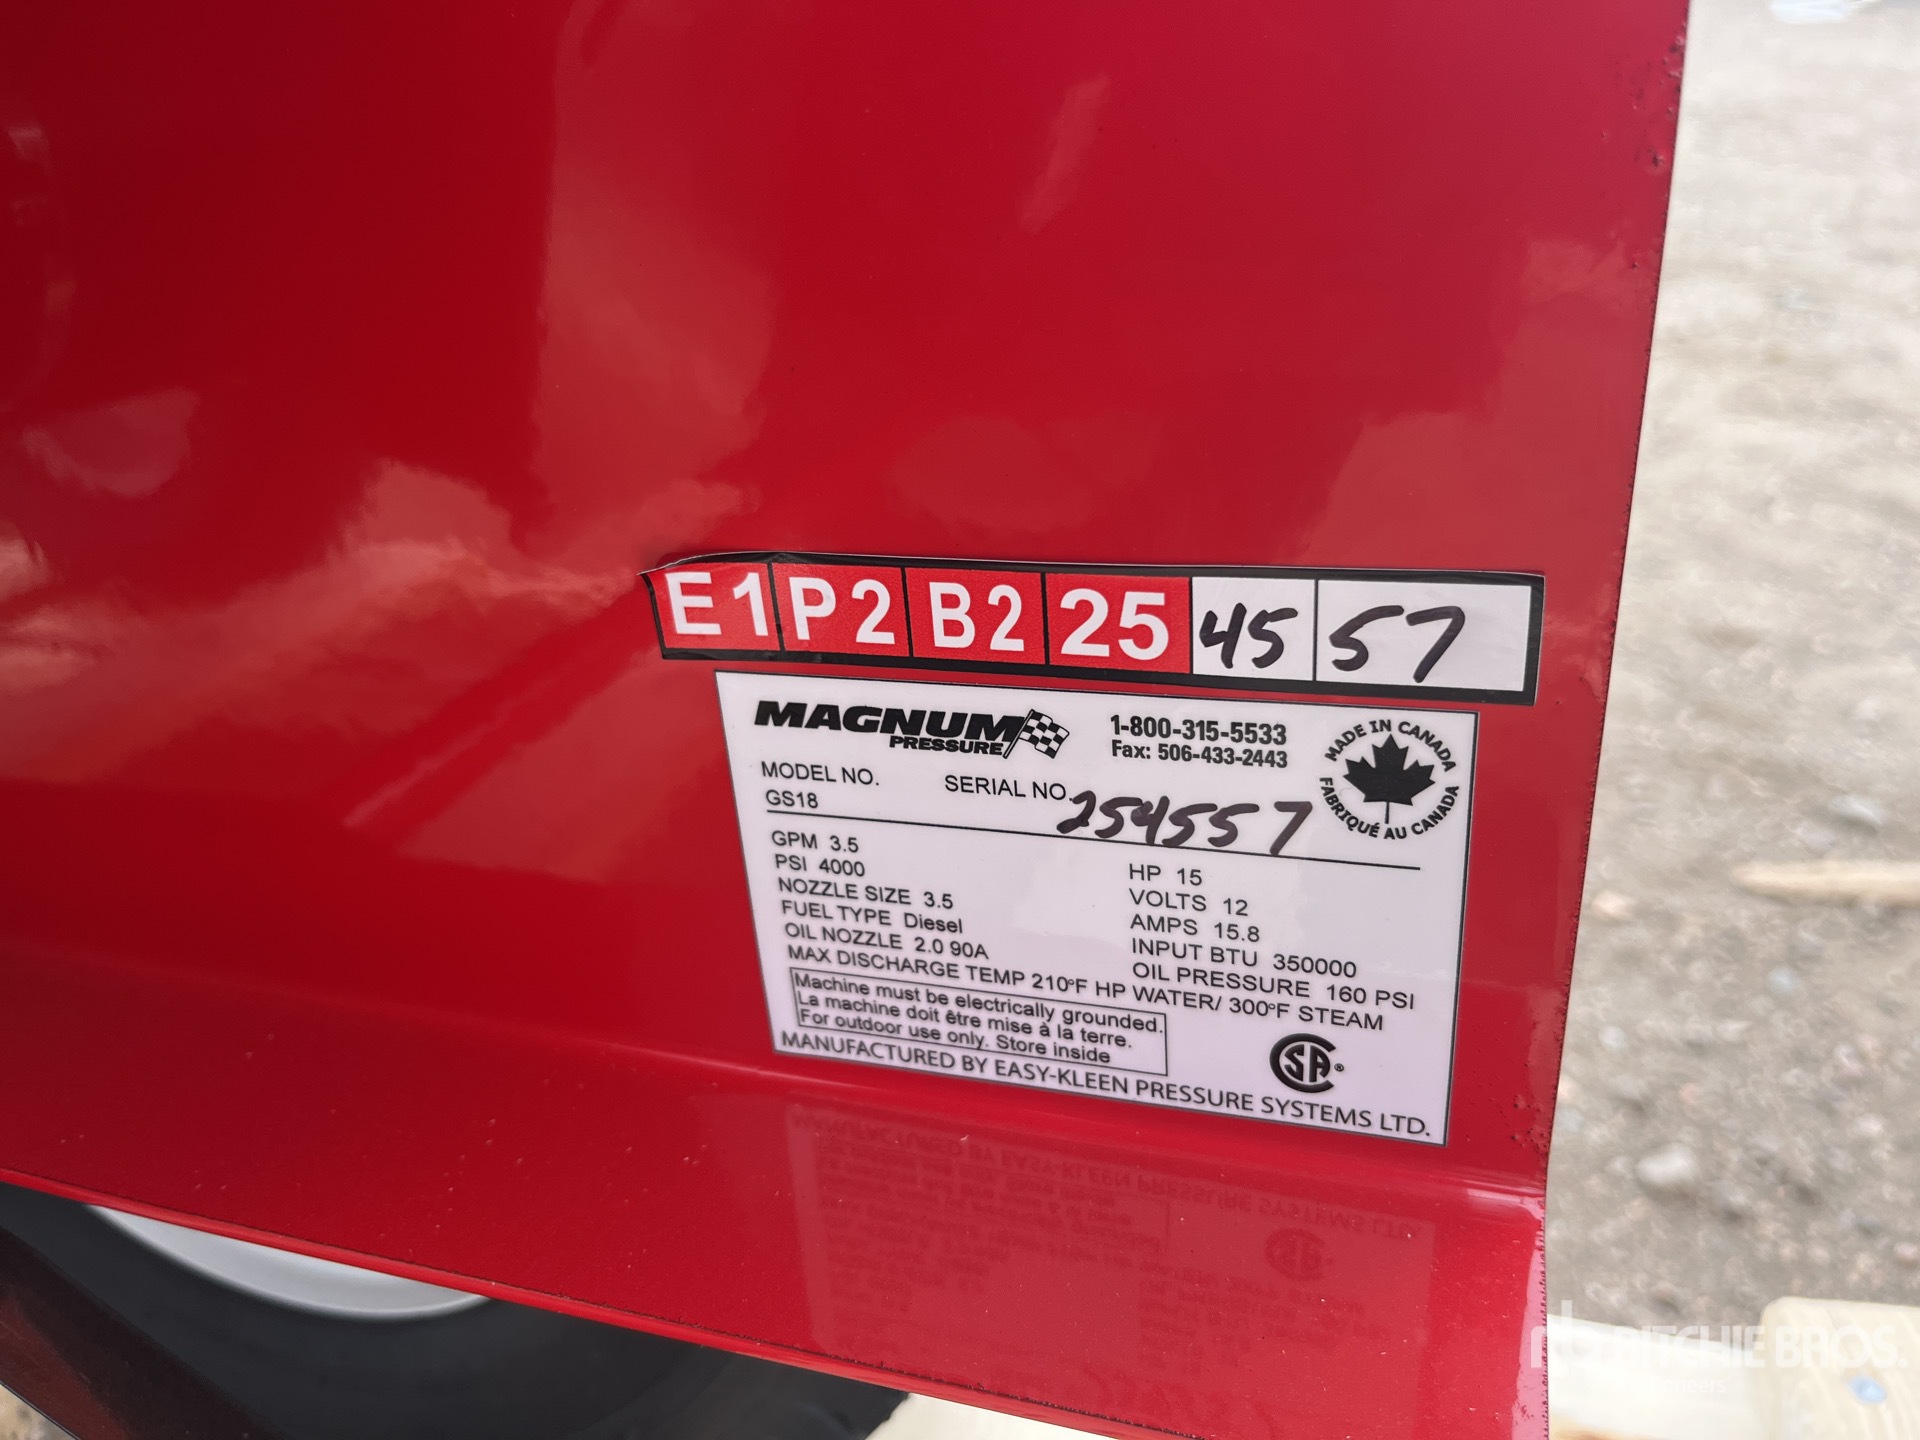 E1 P2 B2 25 45 57
MAGNUM
PRESSURE
1-800-315-5533
Fax: 506-433-2443
MADE IN CANADA
FABRIQUÉ AU CANADA
MODEL NO. SERIAL NO. 254557
GS18
GPM 3.5
PSI 4000
NOZZLE SIZE 3.5
FUEL TYPE Diesel
OIL NOZZLE 2.0 90A
HP 15
VOLTS 12
AMPS 15.8
INPUT BTU 350000
OIL PRESSURE 160 PSI
MAX DISCHARGE TEMP 210°F HP WATER/ 300°F STEAM
Machine must be electrically grounded.
La machine doit être mise à la terre.
For outdoor use only. Store inside
CSA®
MANUFACTURED BY EASY-KLEEN PRESSURE SYSTEMS LTD.
rb RITCHIE BROS.